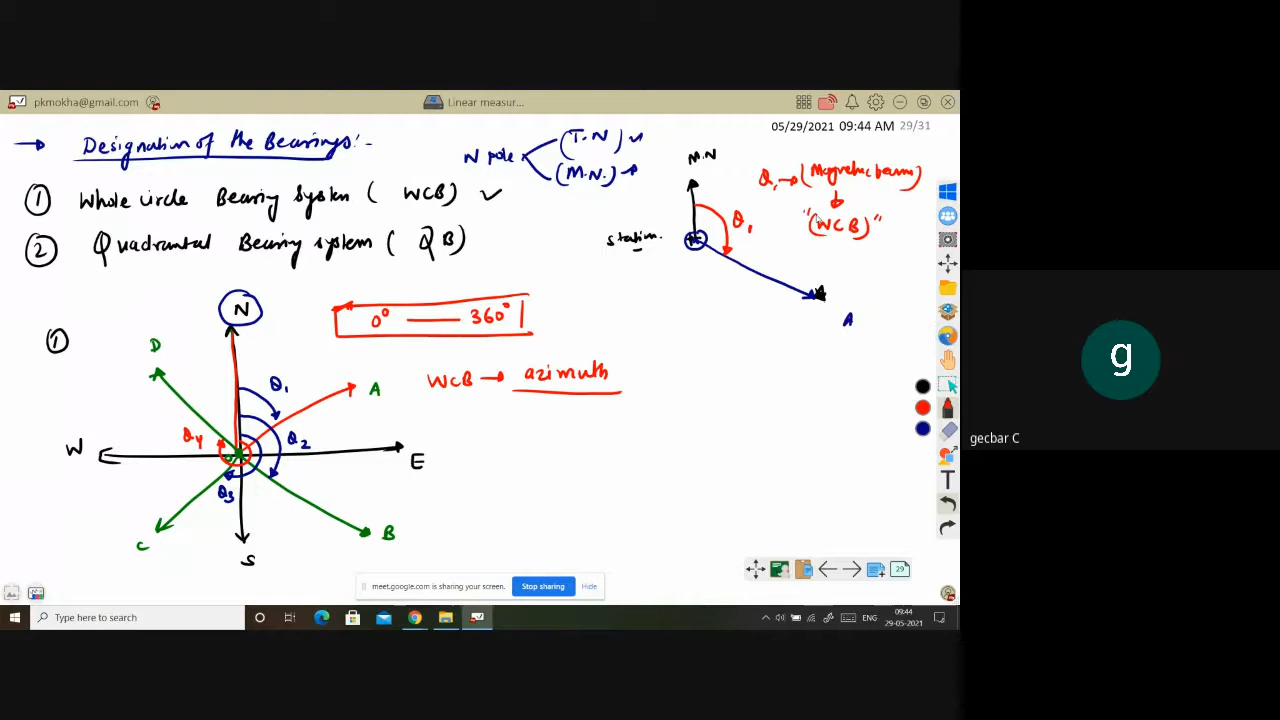 pkmokha@gmail.com
Linear measur...
05/29/2021 09:44 AM 29/31
→ Designation of the Bearings:-
N pole
(T.N)
(M.N.)
① Whole circle Bearing System ( WCB) ✓
② Quadrantal Bearing system ( QB)
M.N
θ1 → (Magnetic
"(WCB)"
θ1
station.
A
①
N
0° — 360°
WCB → azimuth
D
θ1
A
W
θ4
θ2
E
θ3
C
B
S
g
gecbar C
T
29
meet.google.com is sharing your screen.
Stop sharing
Hide
Type here to search
ENG
09:44
29-05-2021